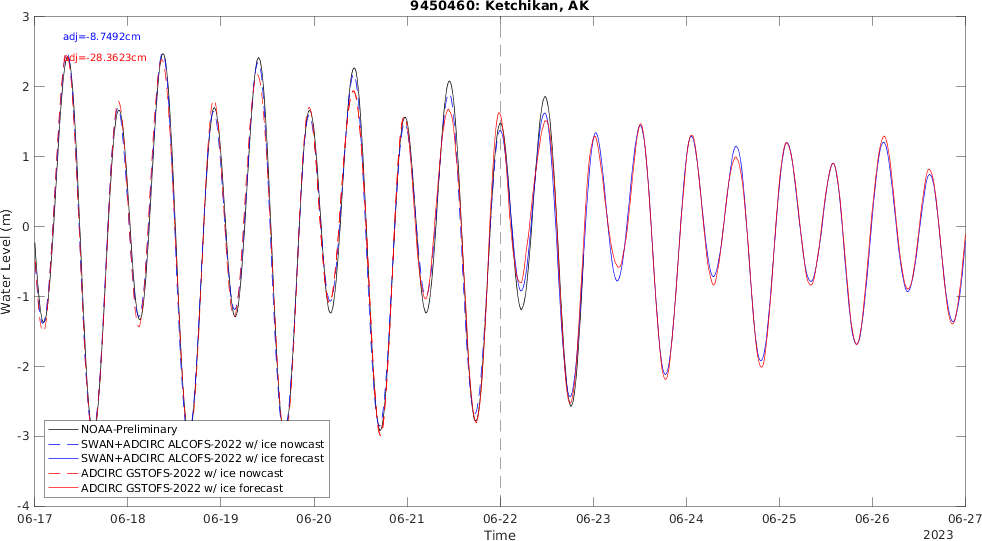 9450460: Ketchikan, AK
adj=-8.7492cm
adj=-28.3623cm
3
2
1
0
-1
-2
-3
-4
Water Level (m)
NOAA-Preliminary
SWAN+ADCIRC ALCOFS-2022 w/ ice nowcast
SWAN+ADCIRC ALCOFS-2022 w/ ice forecast
ADCIRC GSTOFS-2022 w/ ice nowcast
ADCIRC GSTOFS-2022 w/ ice forecast
06-17 06-18 06-19 06-20 06-21 06-22 06-23 06-24 06-25 06-26 06-27
Time
2023